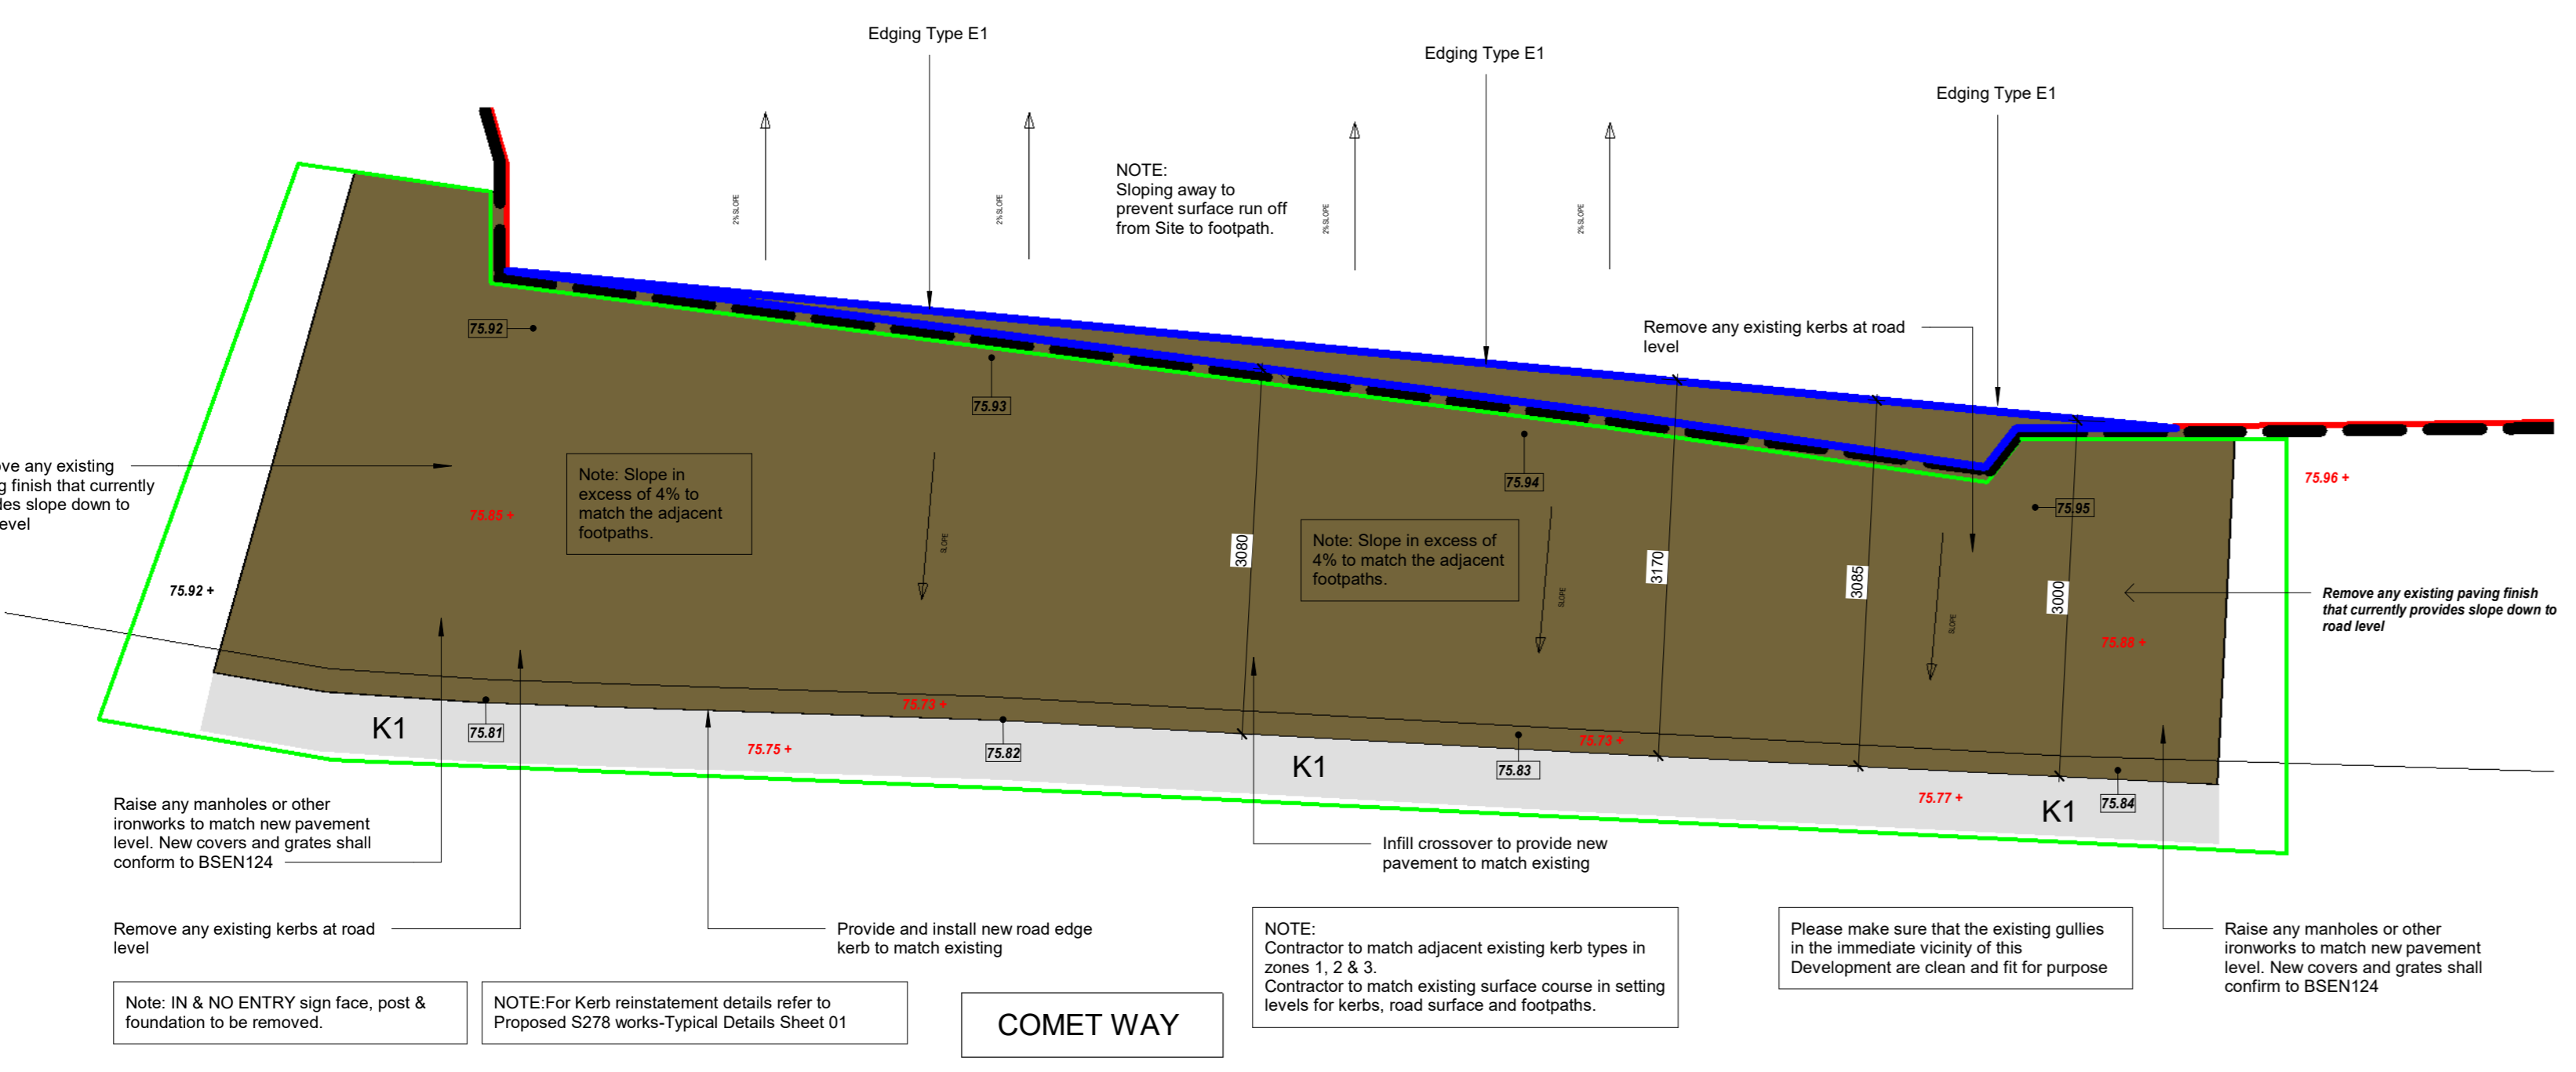 Edging Type E1
Edging Type E1
Edging Type E1
2% SLOPE
2% SLOPE
2% SLOPE
2% SLOPE
NOTE:
Sloping away to
prevent surface run off
from Site to footpath.
75.92
75.93
Remove any existing kerbs at road
level
75.94
75.95
75.96 +
ve any existing
g finish that currently
des slope down to
evel
75.85 +
Note: Slope in
excess of 4% to
match the adjacent
footpaths.
SLOPE
3080
Note: Slope in excess of
4% to match the adjacent
footpaths.
SLOPE
3170
3085
SLOPE
3000
75.88 +
Remove any existing paving finish
that currently provides slope down to
road level
75.92 +
K1
75.81
75.73 +
75.75 +
75.82
K1
75.83
75.73 +
75.77 +
K1
75.84
Raise any manholes or other
ironworks to match new pavement
level. New covers and grates shall
conform to BSEN124
Infill crossover to provide new
pavement to match existing
Remove any existing kerbs at road
level
Provide and install new road edge
kerb to match existing
NOTE:
Contractor to match adjacent existing kerb types in
zones 1, 2 & 3.
Contractor to match existing surface course in setting
levels for kerbs, road surface and footpaths.
Please make sure that the existing gullies
in the immediate vicinity of this
Development are clean and fit for purpose
Raise any manholes or other
ironworks to match new pavement
level. New covers and grates shall
confirm to BSEN124
Note: IN & NO ENTRY sign face, post &
foundation to be removed.
NOTE:For Kerb reinstatement details refer to
Proposed S278 works-Typical Details Sheet 01
COMET WAY